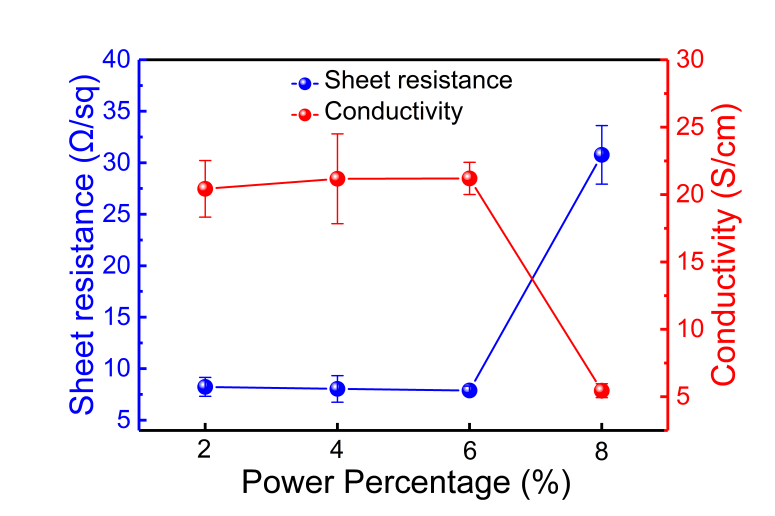 Sheet resistance
Conductivity
Sheet resistance (Ω/sq)
40
35
30
25
20
15
10
5
30
25
20
15
10
5
Conductivity (S/cm)
2 4 6 8
Power Percentage (%)